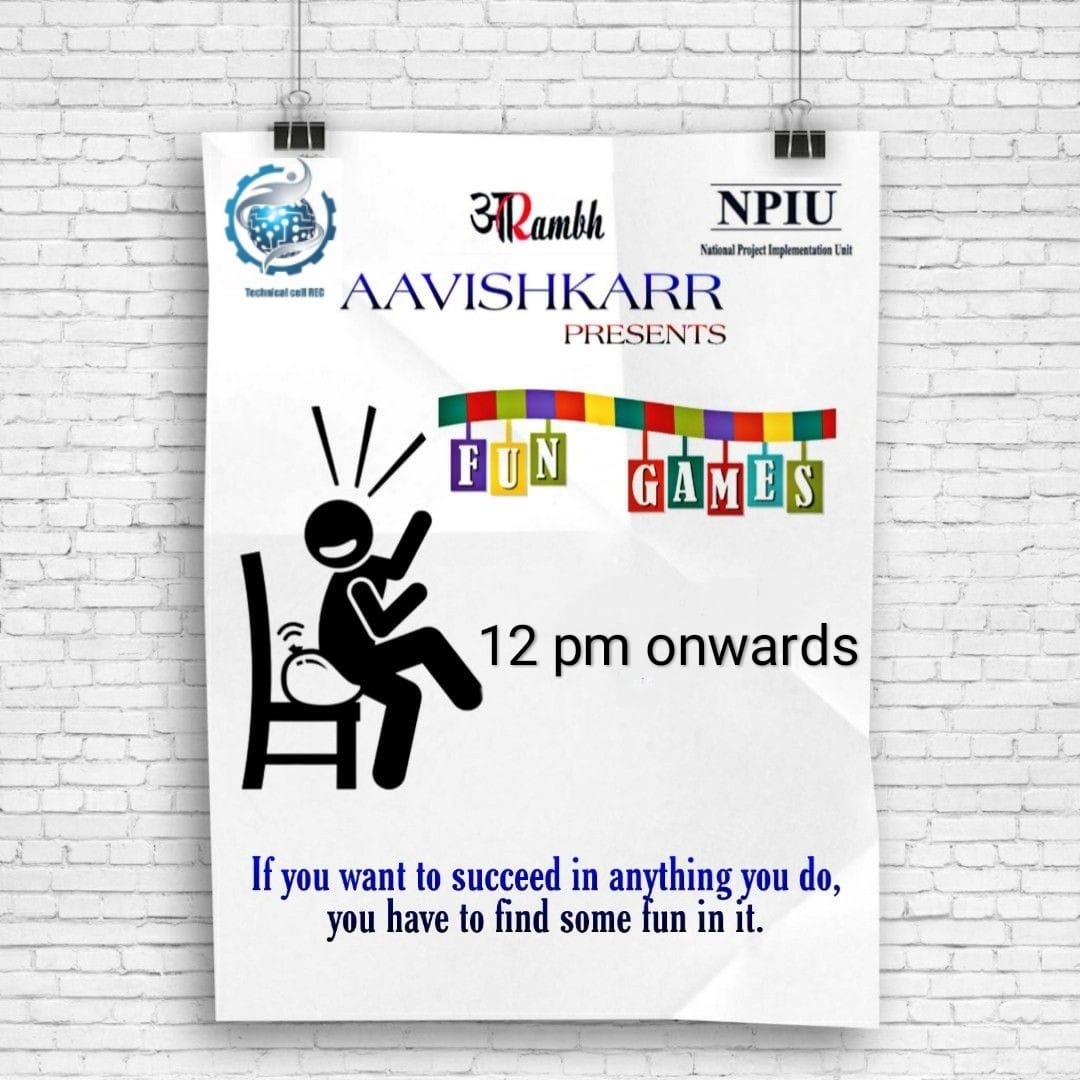 Technical cell REC
आरambh
NPIU
National Project Implementation Unit
AAVISHKARR
PRESENTS
FUN GAMES
12 pm onwards
If you want to succeed in anything you do,
you have to find some fun in it.